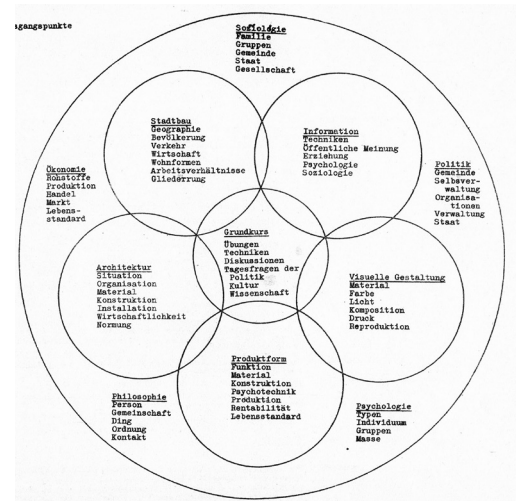 gangspunkte
Soziologie
Familie
Gruppen
Gemeinde
Staat
Gesellschaft
Stadtbau
Geographie
Bevölkerung
Verkehr
Wirtschaft
Wohnformen
Arbeitsverhältnisse
Gliederrung
Information
Techniken
Öffentliche Meinung
Erziehung
Psychologie
Soziologie
Ökonomie
Rohstoffe
Produktion
Handel
Markt
Lebens-
standard
Politik
Gemeinde
Selbsver-
waltung
Organisa-
tionen
Verwaltung
Staat
Grundkurs
Übungen
Techniken
Diskussionen
Tagesfragen der
Politik
Kultur
Wissenschaft
Architektur
Situation
Organisation
Material
Konstruktion
Installation
Wirtschaftlichkeit
Normung
Visuelle Gestaltung
Material
Farbe
Licht
Komposition
Druck
Reproduktion
Produktform
Funktion
Material
Konstruktion
Psychotechnik
Produktion
Rentabilität
Lebensstandard
Philosophie
Person
Gemeinschaft
Ding
Ordnung
Kontakt
Psychologie
Typen
Individuum
Gruppen
Masse